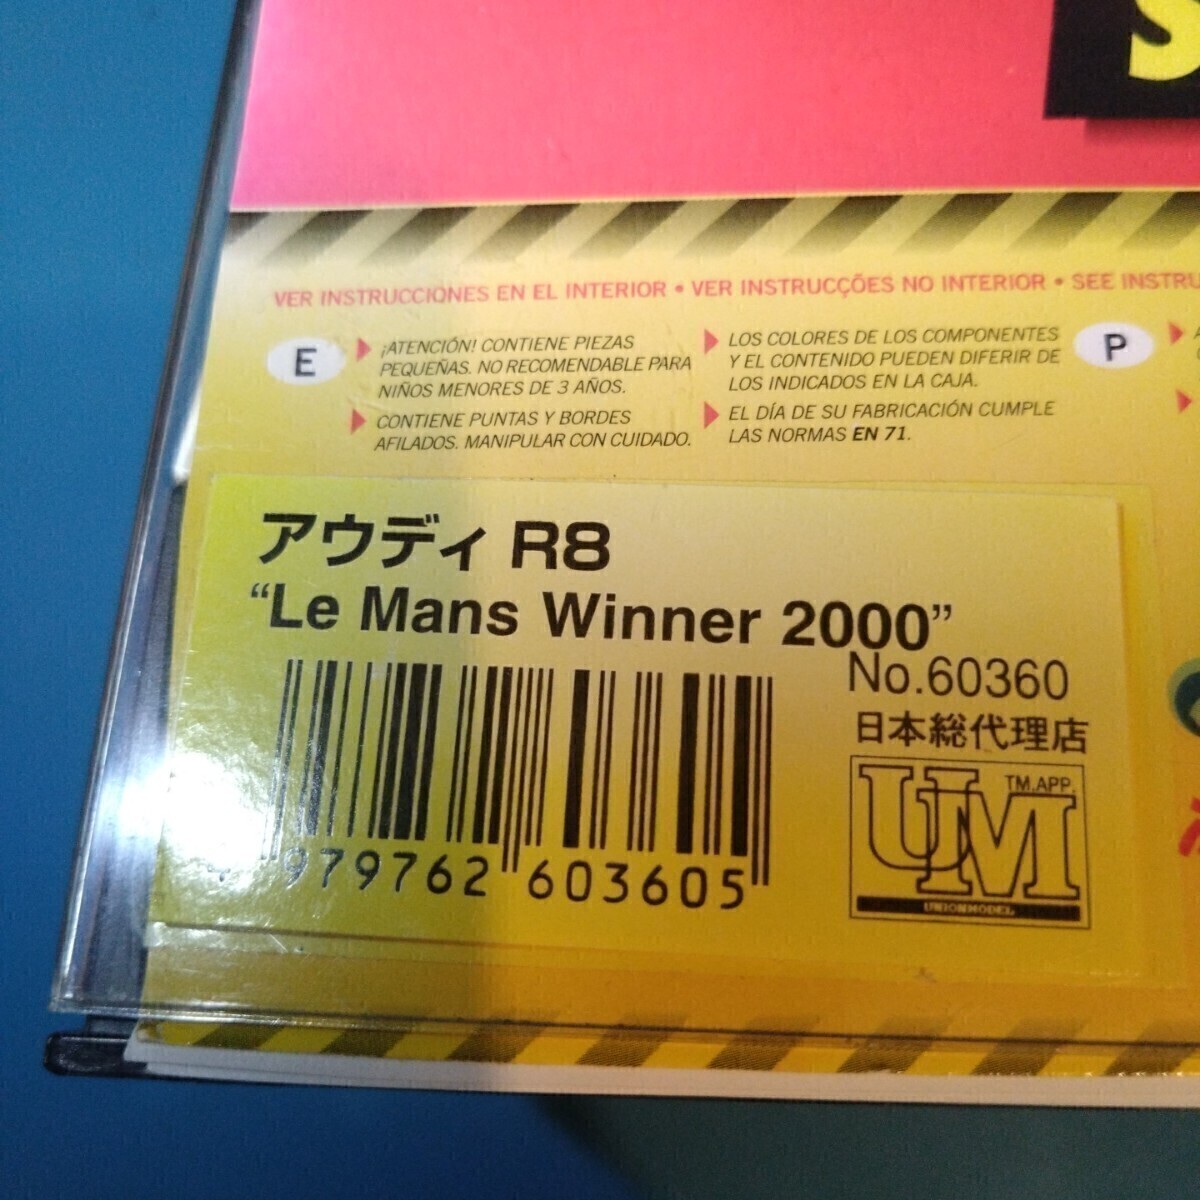 S
VER INSTRUCCIONES EN EL INTERIOR • VER INSTRUCÇÕES NO INTERIOR • SEE INSTRU
E
¡ATENCIÓN! CONTIENE PIEZAS
PEQUEÑAS. NO RECOMENDABLE PARA
NIÑOS MENORES DE 3 AÑOS.
CONTIENE PUNTAS Y BORDES
AFILADOS. MANIPULAR CON CUIDADO.
LOS COLORES DE LOS COMPONENTES
Y EL CONTENIDO PUEDEN DIFERIR DE
LOS INDICADOS EN LA CAJA.
EL DÍA DE SU FABRICACIÓN CUMPLE
LAS NORMAS EN 71.
P
アウディ R8
“Le Mans Winner 2000”
No.60360
日本総代理店
UM
TM.APP.
UNIONMODEL
4 979762 603605